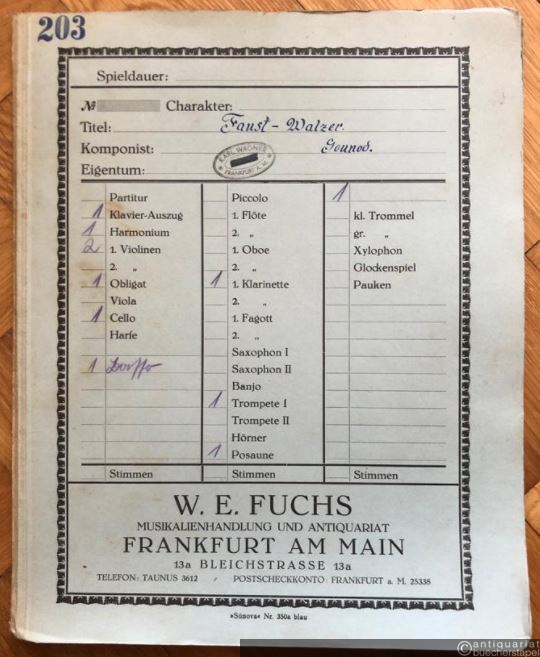 203
Spieldauer:
№ Charakter:
Titel: Faust-Walzer.
Komponist: Gounod.
Eigentum: KARL WAGNER FRANKFURT A. M.
Partitur
1 Klavier-Auszug
1 Harmonium
2 1. Violinen
2. „
1 Obligat
Viola
1 Cello
Harfe
1
Stimmen
Piccolo
1. Flöte
2. „
1. Oboe
2. „
1 1. Klarinette
2. „
1. Fagott
2. „
Saxophon I
Saxophon II
Banjo
1 Trompete I
Trompete II
Hörner
1 Posaune
Stimmen
1
kl. Trommel
gr. „
Xylophon
Glockenspiel
Pauken
Stimmen
W. E. FUCHS
MUSIKALIENHANDLUNG UND ANTIQUARIAT
FRANKFURT AM MAIN
13a BLEICHSTRASSE 13a
TELEFON: TAUNUS 3612 / POSTSCHECKKONTO: FRANKFURT a. M. 25338
»Sünova« Nr. 350a blau
©antiquariat
buecherstapel